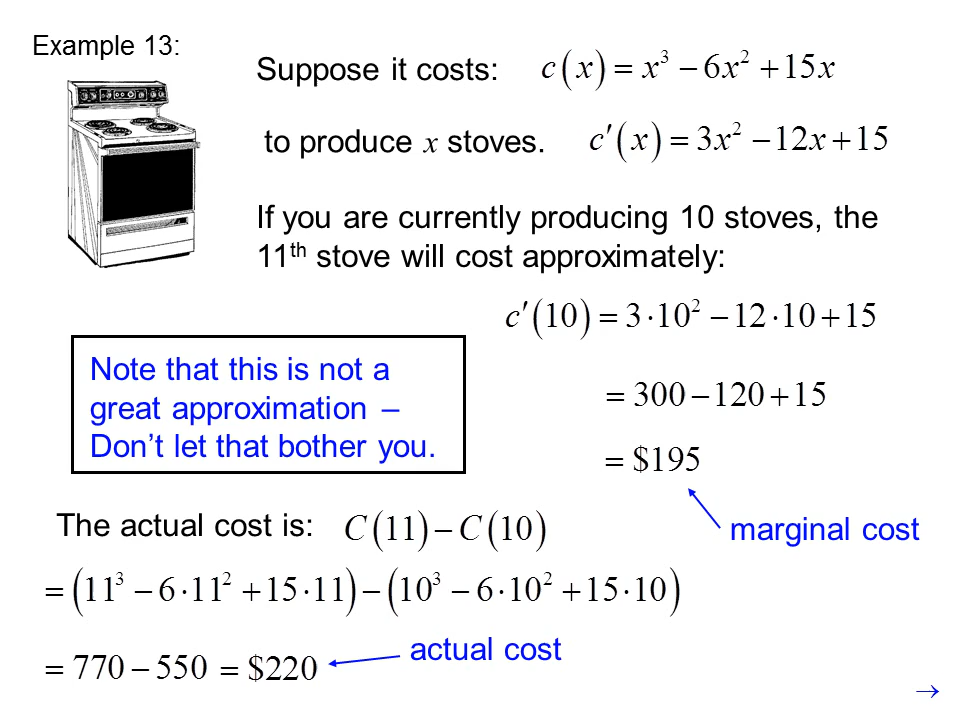 Example 13:
Suppose it costs: c(x) = x³ − 6x² + 15x
to produce x stoves. c′(x) = 3x² − 12x + 15
If you are currently producing 10 stoves, the
11th stove will cost approximately:
c′(10) = 3·10² − 12·10 + 15
Note that this is not a
great approximation –
Don’t let that bother you.
= 300 − 120 + 15
= $195
marginal cost
The actual cost is: C(11) − C(10)
= (11³ − 6·11² + 15·11) − (10³ − 6·10² + 15·10)
= 770 − 550 = $220
actual cost
→